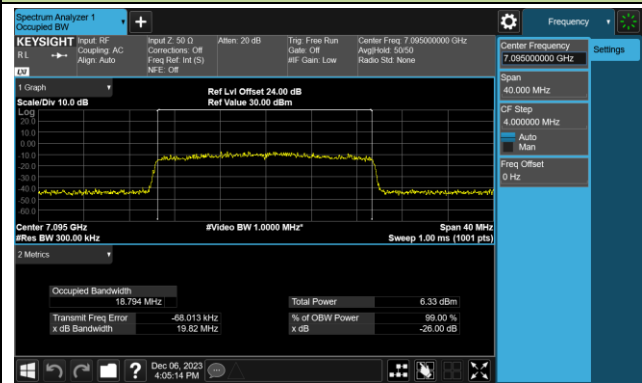 Spectrum Analyzer 1
Occupied BW
Frequency
KEYSIGHT
Input: RF
Input Z: 50 Ω
Atten: 20 dB
Trig: Free Run
Center Freq: 7.095000000 GHz
RL
Coupling: AC
Corrections: Off
Gate: Off
Avg|Hold: 50/50
Align: Auto
Freq Ref: Int (S)
#IF Gain: Low
Radio Std: None
NFE: Off
LXI
Center Frequency
7.095000000 GHz
Settings
Span
40.000 MHz
CF Step
4.000000 MHz
Auto
Man
Freq Offset
0 Hz
1 Graph
Ref Lvl Offset 24.00 dB
Scale/Div 10.0 dB
Ref Value 30.00 dBm
Log
20.0
10.0
0.00
-10.0
-20.0
-30.0
-40.0
-50.0
-60.0
Center 7.095 GHz
#Video BW 1.0000 MHz*
Span 40 MHz
#Res BW 300.00 kHz
Sweep 1.00 ms (1001 pts)
2 Metrics
Occupied Bandwidth
18.794 MHz
Total Power
6.33 dBm
Transmit Freq Error
-68.013 kHz
% of OBW Power
99.00 %
x dB Bandwidth
19.82 MHz
x dB
-26.00 dB
?
Dec 06, 2023
4:05:14 PM